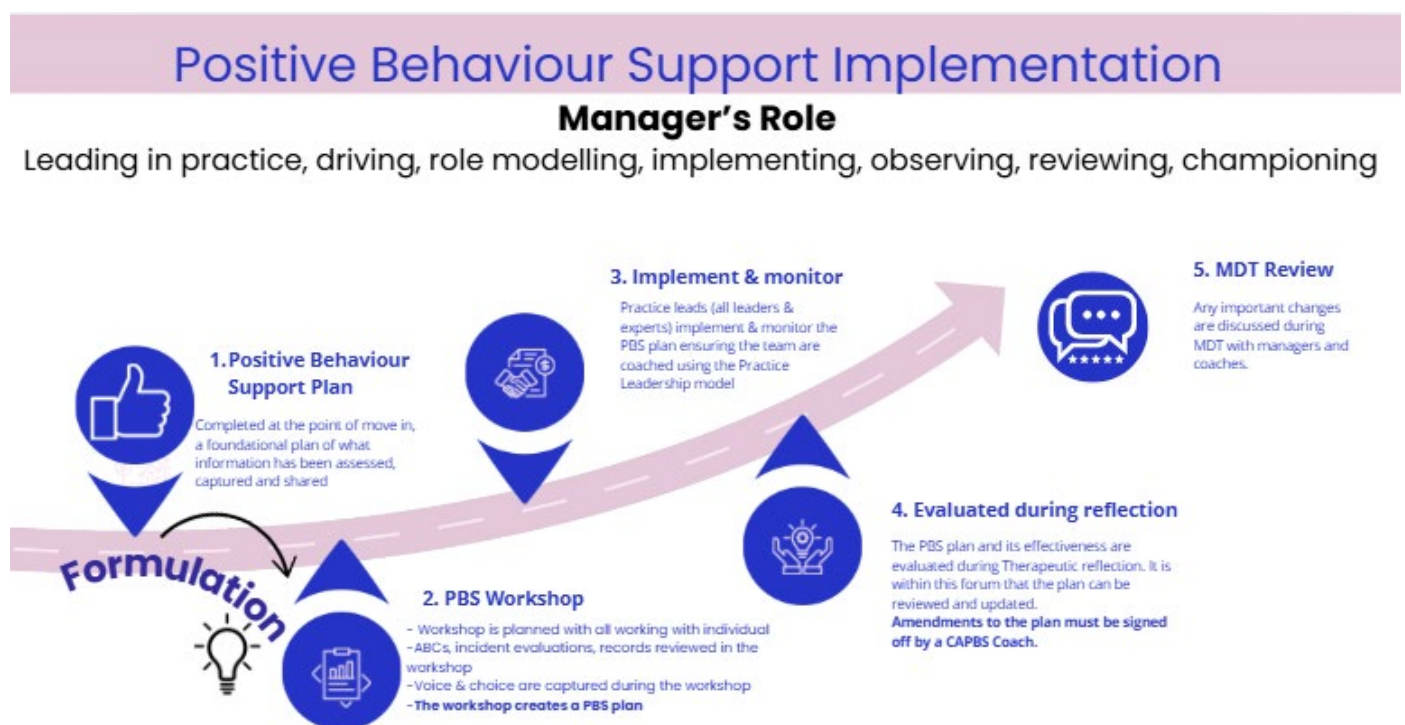 Positive Behaviour Support Implementation
Manager's Role
Leading in practice, driving, role modelling, implementing, observing, reviewing, championing
1.Positive Behaviour
Support Plan
Completed at the point of move in,
a foundational plan of what
information has been assessed,
captured and shared
Formulation
2. PBS Workshop
- Workshop is planned with all working with individual
-ABCs, incident evaluations, records reviewed in the
workshop
-Voice & choice are captured during the workshop
-The workshop creates a PBS plan
3. Implement & monitor
Practice leads (all leaders &
experts) implement & monitor the
PBS plan ensuring the team are
coached using the Practice
Leadership model
4. Evaluated during reflection
The PBS plan and its effectiveness are
evaluated during Therapeutic reflection. It is
within this forum that the plan can be
reviewed and updated.
Amendments to the plan must be signed
off by a CAPBS Coach.
5. MDT Review
Any important changes
are discussed during
MDT with managers and
coaches.